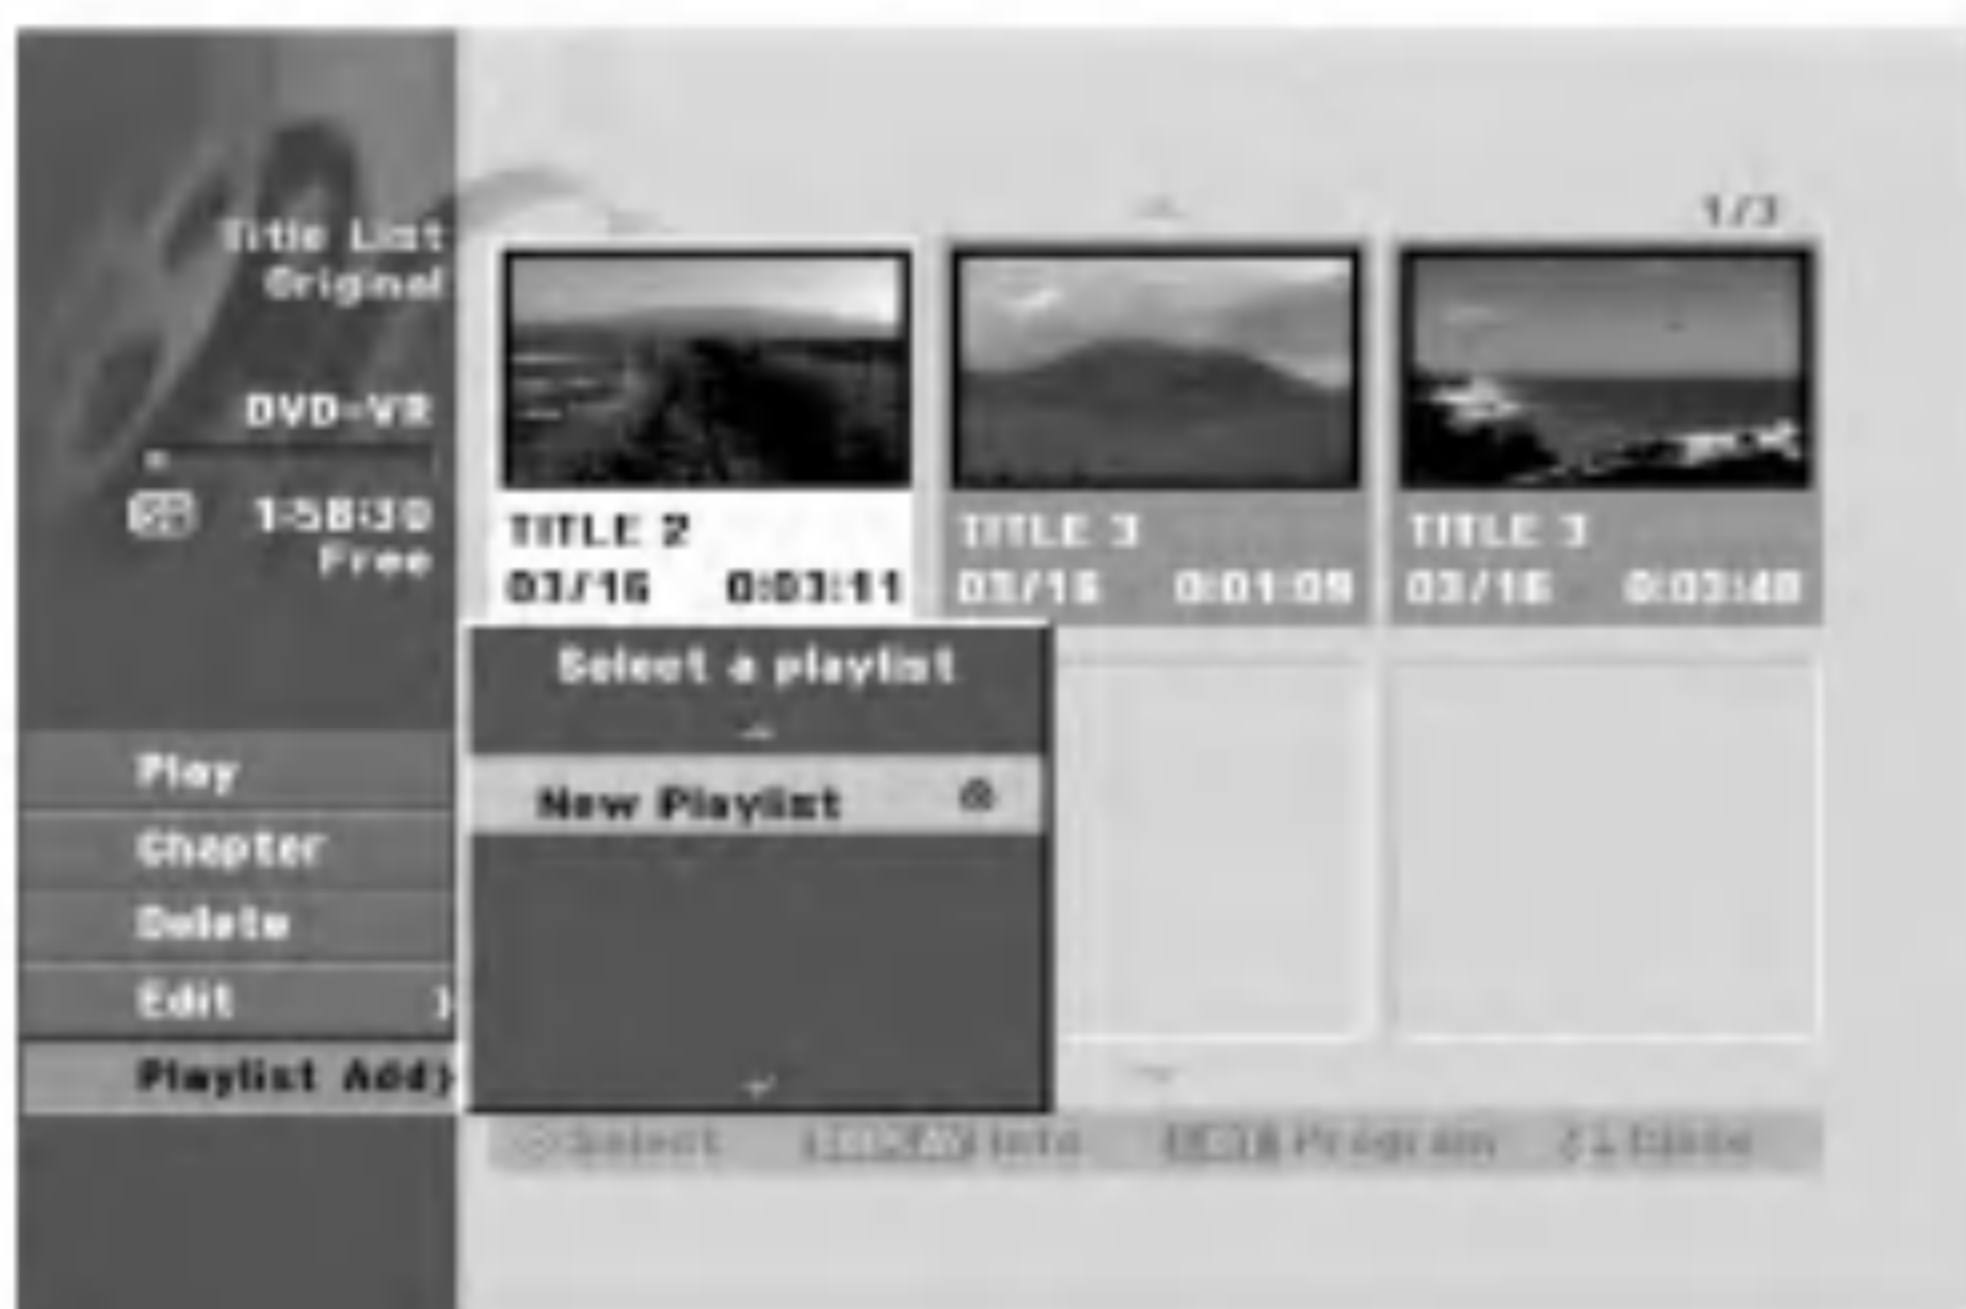 Title List
Original
DVD-VR
1:58:30
Free
Play
Chapter
Delete
Edit
Playlist Add
1/3
TITLE 2
03/16 0:03:11
TITLE 3
03/16 0:01:09
TITLE 3
03/16 0:03:48
Select a playlist
New Playlist
Select Info Program Close